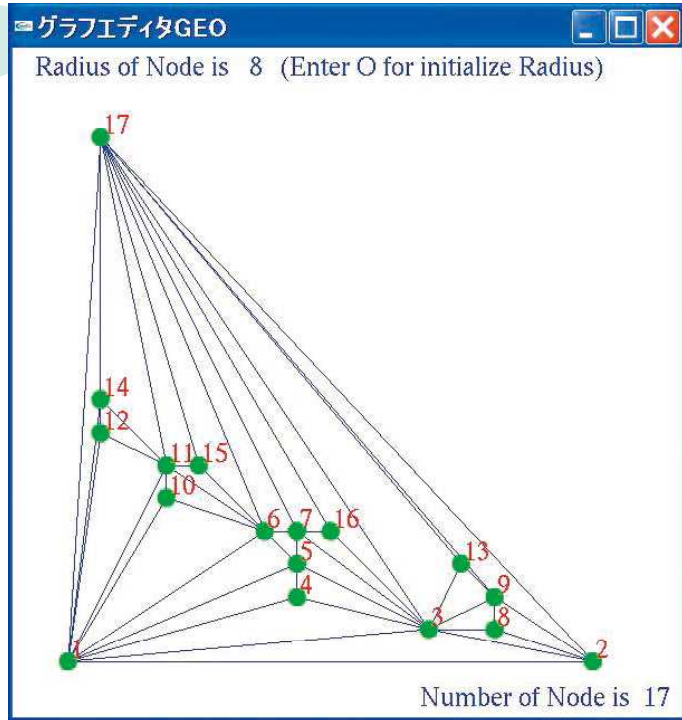 グラフエディタGEO
Radius of Node is 8 (Enter O for initialize Radius)
17
14
12
11 15
10
6 7 16
5 13
4 9
3 8
1 2
Number of Node is 17